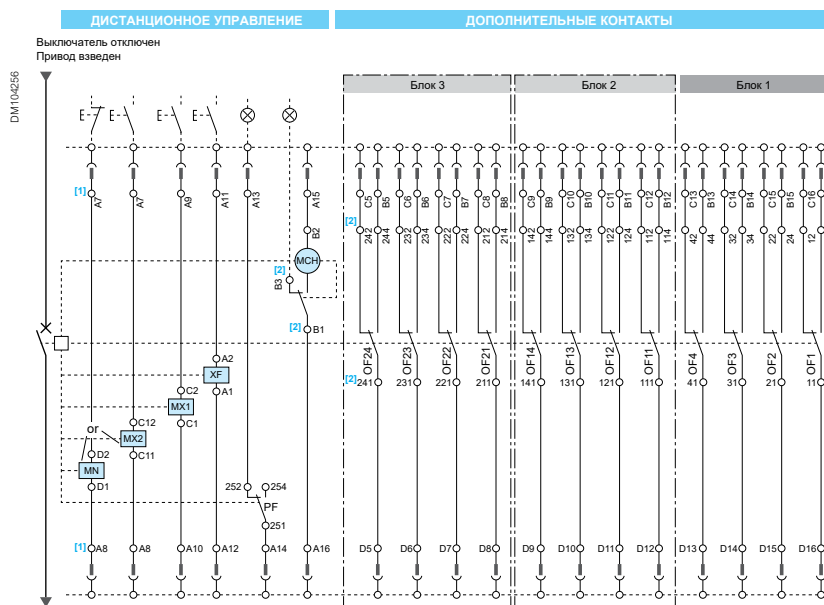 ДИСТАНЦИОННОЕ УПРАВЛЕНИЕ
ДОПОЛНИТЕЛЬНЫЕ КОНТАКТЫ
Выключатель отключен
Привод взведен
DM104256
Блок 3
Блок 2
Блок 1
[1]
A7
A7
A9
A11
A13
A15
C5
B5
C6
B6
C7
B7
C8
B8
C9
B9
C10
B10
C11
B11
C12
B12
C13
B13
C14
B14
C15
B15
C16
[2]
B2
242
244
232
234
222
224
212
214
142
144
132
134
122
124
112
114
42
44
32
34
22
24
12
MCH
[2]
B3
[2]
B1
A2
XF
A1
OF24
OF23
OF22
OF21
OF14
OF13
OF12
OF11
OF4
OF3
OF2
OF1
[2]
241
231
221
211
141
131
121
111
41
31
21
11
C2
MX1
C1
or
C12
MX2
C11
D2
MN
D1
252
254
PF
251
[1]
A8
A8
A10
A12
A14
A16
D5
D6
D7
D8
D9
D10
D11
D12
D13
D14
D15
D16